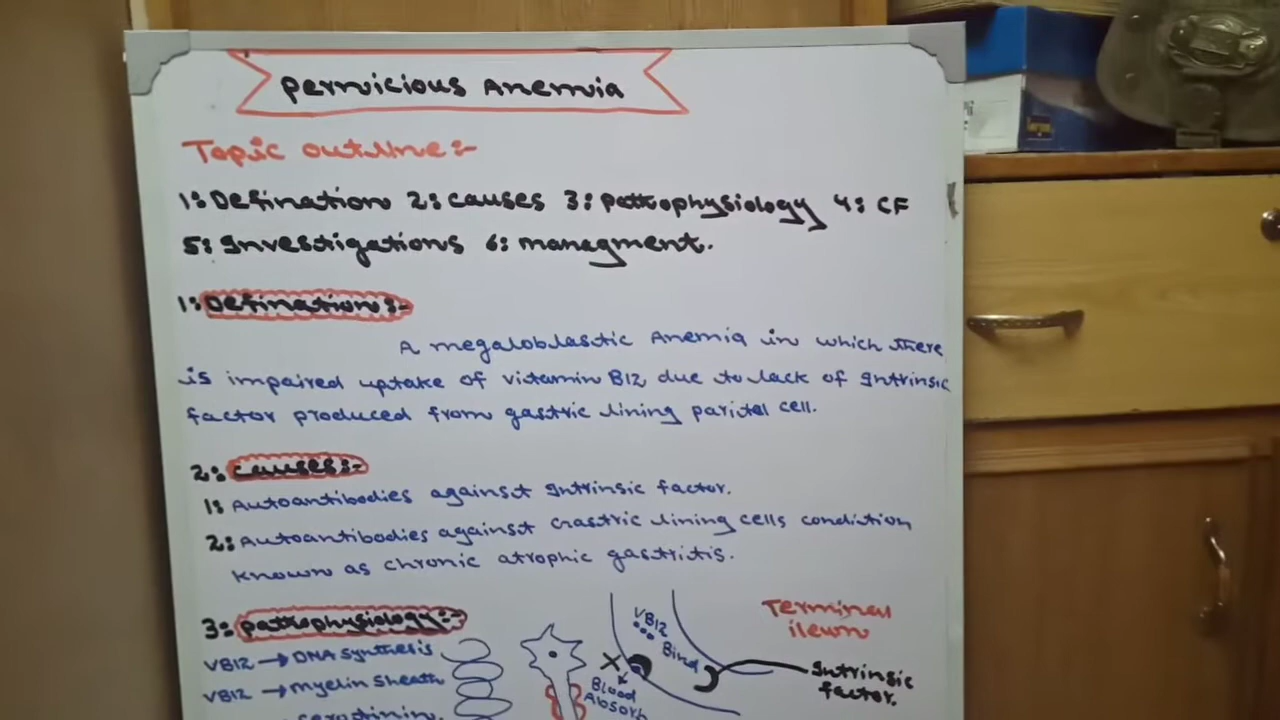 Pernicious Anemia
Topic outline:-
1: Defination 2: causes 3: pathophysiology 4: CF
5: Investigations 6: managment.
1: Defination:-
A megaloblastic Anemia in which there
is impaired uptake of vitamin B12 due to lack of Intrinsic
factor produced from gastric lining parital cell.
2: causes:-
1: Autoantibodies against Intrinsic factor.
2: Autoantibodies against Gastric lining cells condition
known as chronic atrophic gastritis.
3: pathophysiology:-
VB12 → DNA synthesis
VB12 → Myelin sheath
VB12
Bind
Blood
Absorb
Terminal
ileum
Intrinsic
factor.